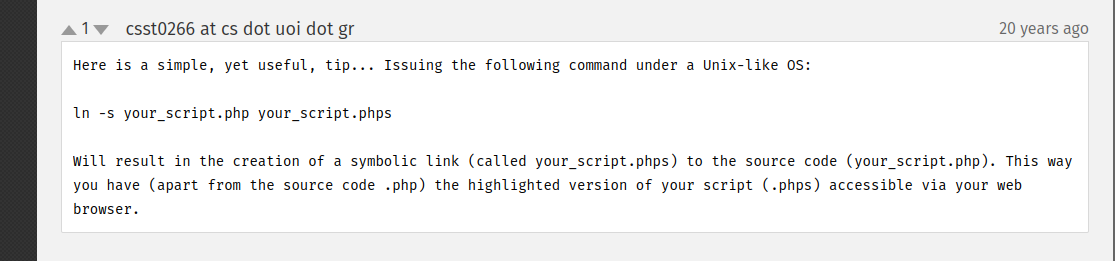 1 csst0266 at cs dot uoi dot gr 20 years ago
Here is a simple, yet useful, tip... Issuing the following command under a Unix-like OS:
ln -s your_script.php your_script.phps
Will result in the creation of a symbolic link (called your_script.phps) to the source code (your_script.php). This way
you have (apart from the source code .php) the highlighted version of your script (.phps) accessible via your web
browser.